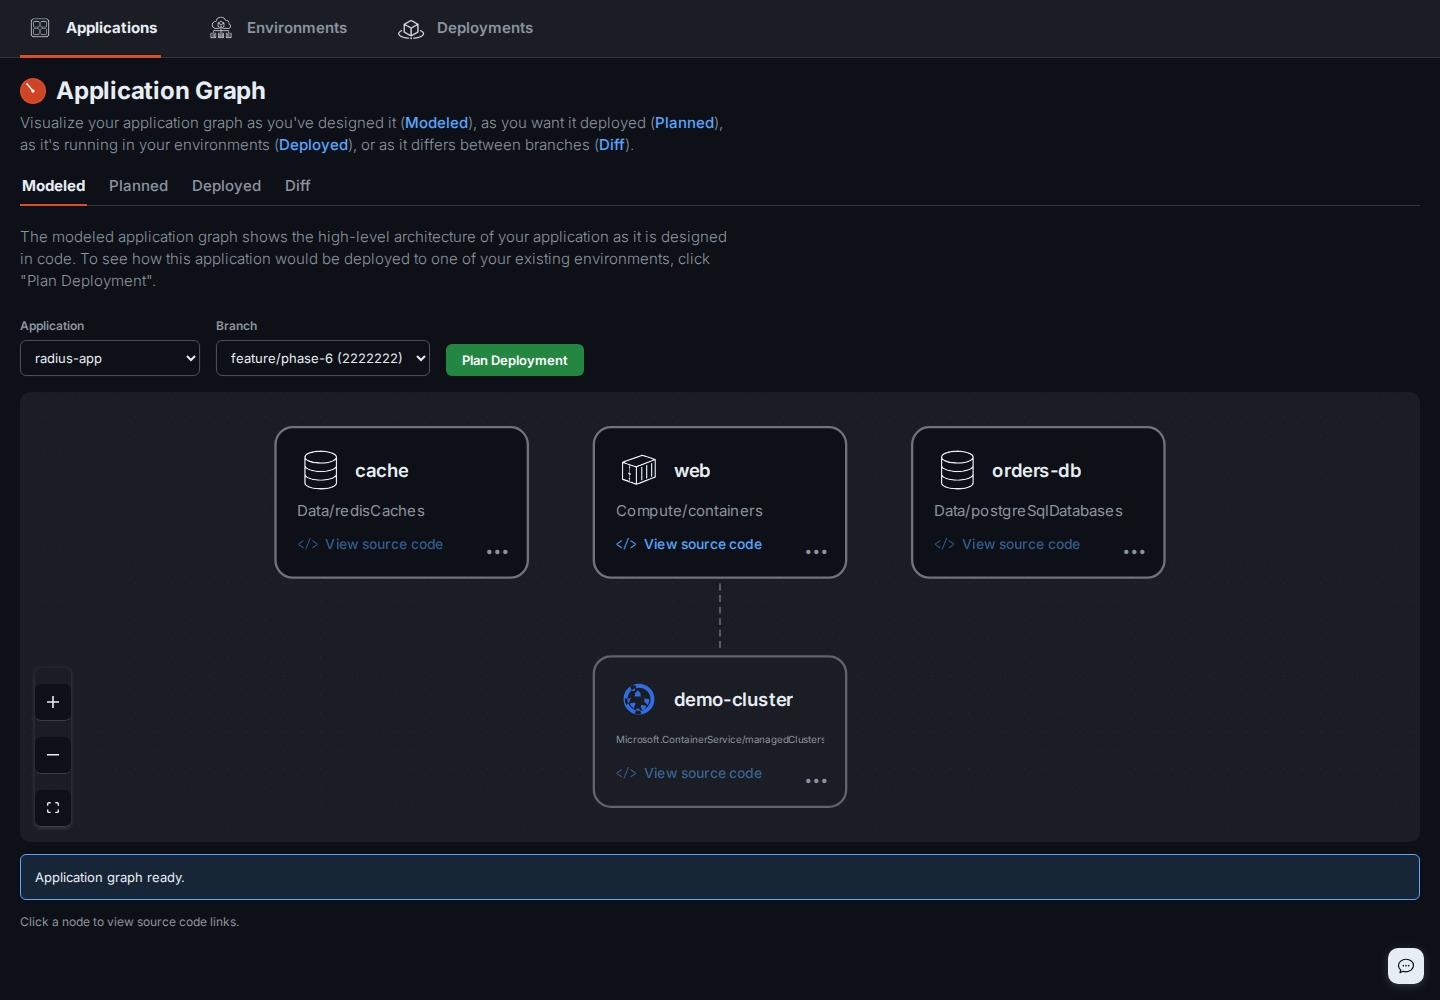 Applications
Environments
Deployments
Application Graph
Visualize your application graph as you've designed it (Modeled), as you want it deployed (Planned),
as it's running in your environments (Deployed), or as it differs between branches (Diff).
Modeled
Planned
Deployed
Diff
The modeled application graph shows the high-level architecture of your application as it is designed
in code. To see how this application would be deployed to one of your existing environments, click
"Plan Deployment".
Application
Branch
radius-app
feature/phase-6 (2222222)
Plan Deployment
cache
Data/redisCaches
</> View source code
web
Compute/containers
</> View source code
orders-db
Data/postgreSqlDatabases
</> View source code
demo-cluster
Microsoft.ContainerService/managedClusters
</> View source code
Application graph ready.
Click a node to view source code links.